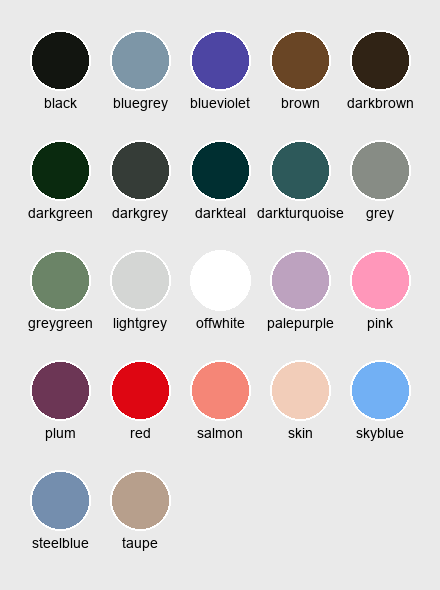 black bluegrey blueviolet brown darkbrown
darkgreen darkgrey darkteal darkturquoise grey
greygreen lightgrey offwhite palepurple pink
plum red salmon skin skyblue
steelblue taupe